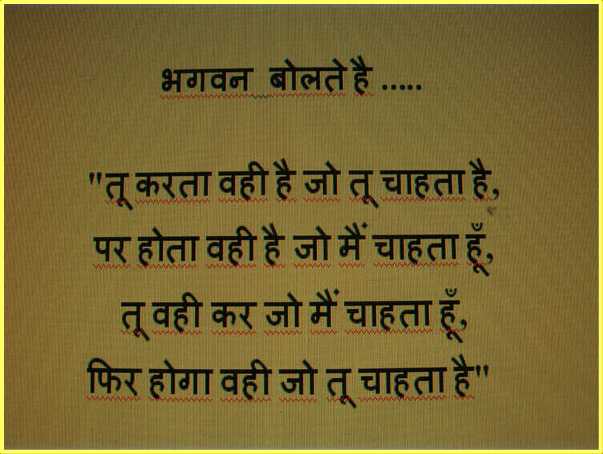 भगवन बोलते है .....
"तू करता वही है जो तू चाहता है,
पर होता वही है जो मैं चाहता हूँ,
तू वही कर जो मैं चाहता हूँ,
फिर होगा वही जो तू चाहता है"